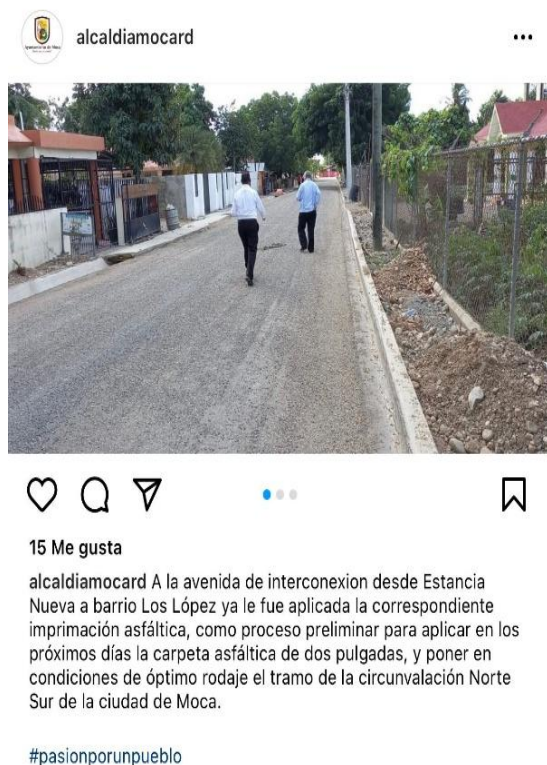 alcaldiamocard
15 Me gusta
alcaldiamocard A la avenida de interconexion desde Estancia
Nueva a barrio Los López ya le fue aplicada la correspondiente
imprimación asfáltica, como proceso preliminar para aplicar en los
próximos días la carpeta asfáltica de dos pulgadas, y poner en
condiciones de óptimo rodaje el tramo de la circunvalación Norte
Sur de la ciudad de Moca.
#pasionporunpueblo